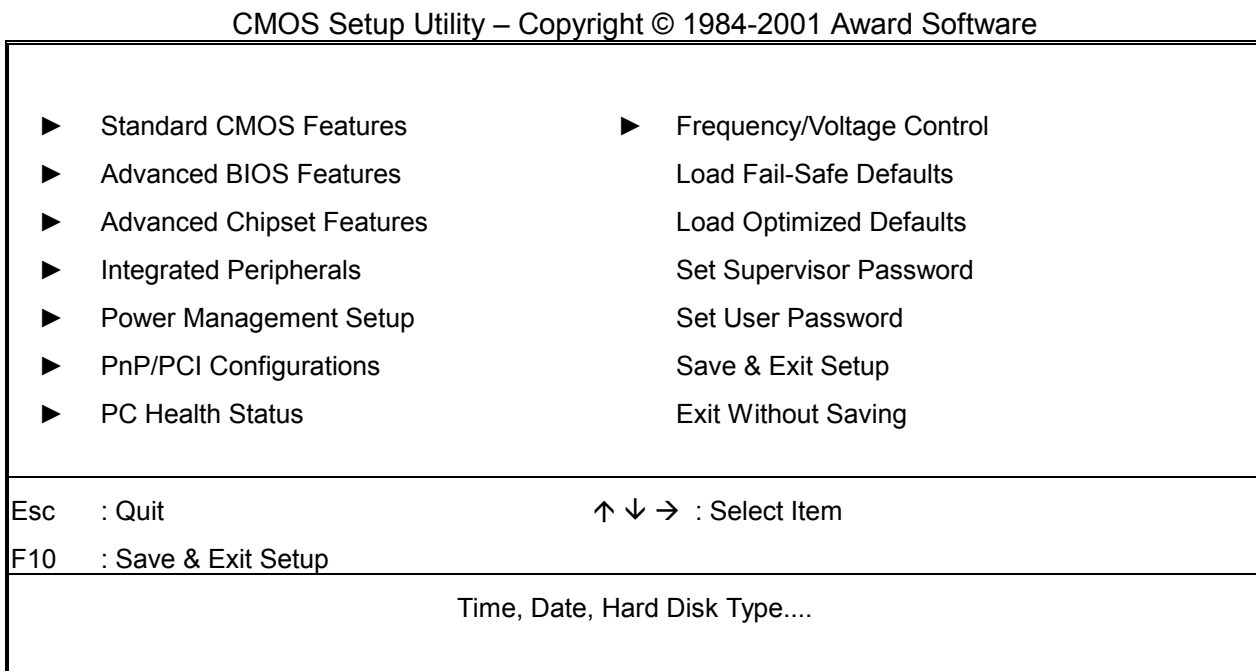 CMOS Setup Utility – Copyright © 1984-2001 Award Software
► Standard CMOS Features ► Frequency/Voltage Control
► Advanced BIOS Features Load Fail-Safe Defaults
► Advanced Chipset Features Load Optimized Defaults
► Integrated Peripherals Set Supervisor Password
► Power Management Setup Set User Password
► PnP/PCI Configurations Save & Exit Setup
► PC Health Status Exit Without Saving
Esc : Quit ↑ ↓ → : Select Item
F10 : Save & Exit Setup
Time, Date, Hard Disk Type....